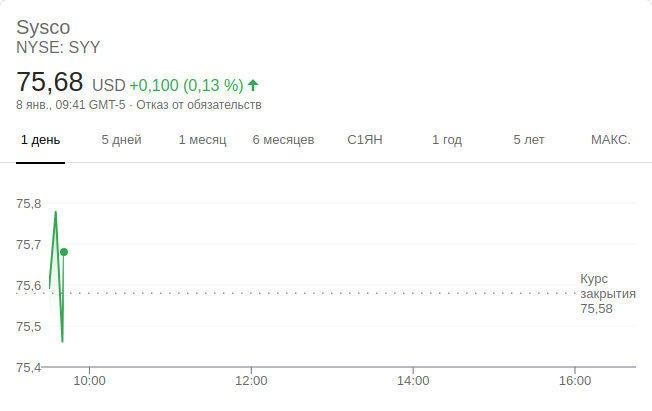 Sysco
NYSE: SYY
75,68 USD +0,100 (0,13 %)
8 янв., 09:41 GMT-5 · Отказ от обязательств
1 день 5 дней 1 месяц 6 месяцев С1ЯН 1 год 5 лет МАКС.
75,8
75,7
75,6
75,5
75,4
Курс
закрытия
75,58
10:00 12:00 14:00 16:00